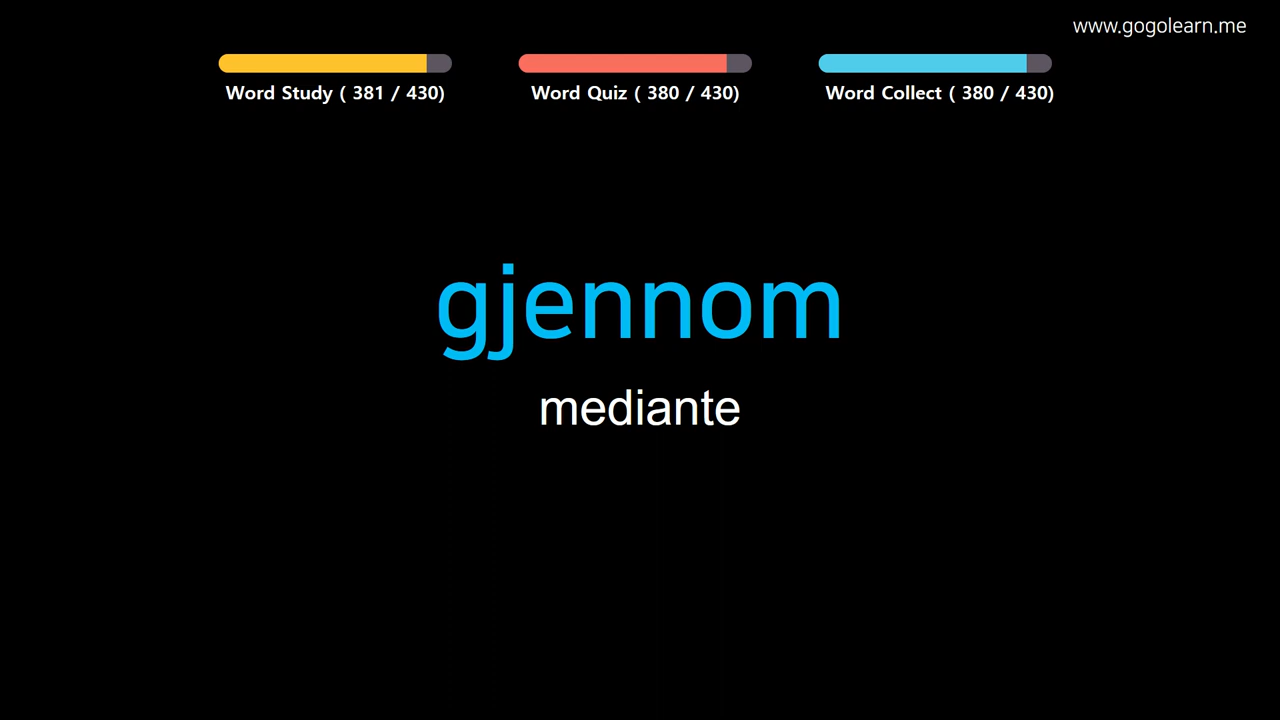 www.gogolearn.me
Word Study ( 381 / 430)
Word Quiz ( 380 / 430)
Word Collect ( 380 / 430)
gjennom
mediante